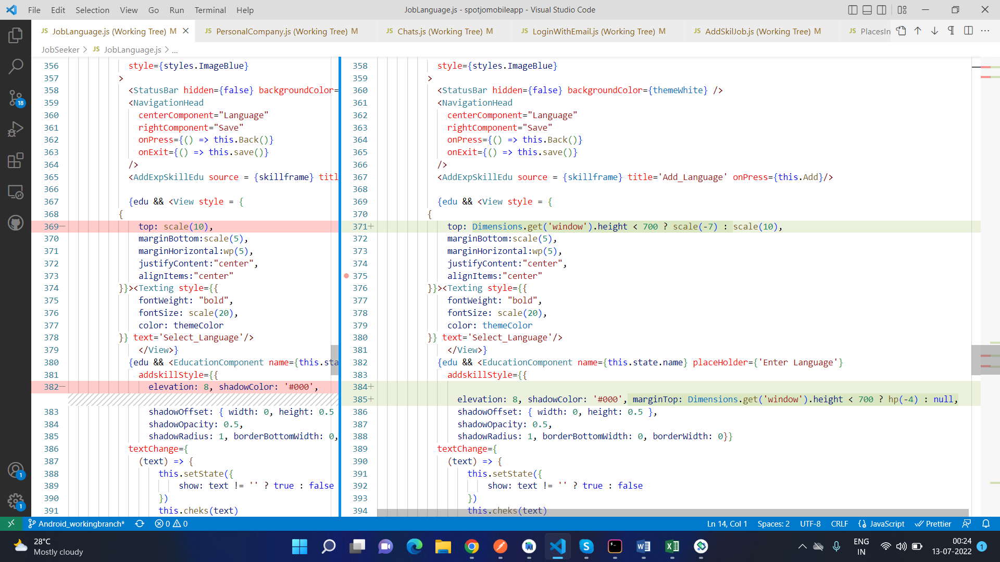 File Edit Selection View Go Run Terminal Help
JobLanguage.js - spotjomobileapp - Visual Studio Code
JS JobLanguage.js (Working Tree) M
JS PersonalCompany.js (Working Tree) M
JS Chats.js (Working Tree) M
JS LoginWithEmail.js (Working Tree) M
JS AddSkilJob.js (Working Tree) M
JS PlacesIn
JobSeeker > JS JobLanguage.js > ...
356 style={styles.ImageBlue}
357 >
358 <StatusBar hidden={false} backgroundColor=
359 <NavigationHead
360 centerComponent="Language"
361 rightComponent="Save"
362 onPress={() => this.Back()}
363 onExit={() => this.save()}
364 />
365 <AddExpSkillEdu source = {skillframe} titl
366
367 {edu && <View style = {
368 {
369— top: scale(10),
370 marginBottom:scale(5),
371 marginHorizontal:wp(5),
372 justifyContent:"center",
373 alignItems:"center"
374 }}><Texting style={{
375 fontWeight: "bold",
376 fontSize: scale(20),
377 color: themeColor
378 }} text='Select_Language'/>
379 </View>}
380 {edu && <EducationComponent name={this.sta
381 addskillStyle={{
382— elevation: 8, shadowColor: '#000',
383 shadowOffset: { width: 0, height: 0.5
384 shadowOpacity: 0.5,
385 shadowRadius: 1, borderBottomWidth: 0,
386 textChange={
387 (text) => {
388 this.setState({
389 show: text != '' ? true : false
390 })
391 this.cheks(text)
358 style={styles.ImageBlue}
359 >
360 <StatusBar hidden={false} backgroundColor={themeWhite} />
361 <NavigationHead
362 centerComponent="Language"
363 rightComponent="Save"
364 onPress={() => this.Back()}
365 onExit={() => this.save()}
366 />
367 <AddExpSkillEdu source = {skillframe} title='Add_Language' onPress={this.Add}/>
368
369 {edu && <View style = {
370 {
371+ top: Dimensions.get('window').height < 700 ? scale(-7) : scale(10),
372 marginBottom:scale(5),
373 marginHorizontal:wp(5),
374 justifyContent:"center",
375 alignItems:"center"
376 }}><Texting style={{
377 fontWeight: "bold",
378 fontSize: scale(20),
379 color: themeColor
380 }} text='Select_Language'/>
381 </View>}
382 {edu && <EducationComponent name={this.state.name} placeHolder={'Enter Language'}
383 addskillStyle={{
384+
385+ elevation: 8, shadowColor: '#000', marginTop: Dimensions.get('window').height < 700 ? hp(-4) : null,
386 shadowOffset: { width: 0, height: 0.5 },
387 shadowOpacity: 0.5,
388 shadowRadius: 1, borderBottomWidth: 0, borderWidth: 0}}
389 textChange={
390 (text) => {
391 this.setState({
392 show: text != '' ? true : false
393 })
394 this.cheks(text)
18
1
1
Android_workingbranch* 0 0
Ln 14, Col 1 Spaces: 2 UTF-8 CRLF JavaScript Prettier
28°C
Mostly cloudy
ENG
IN
00:24
13-07-2022
1